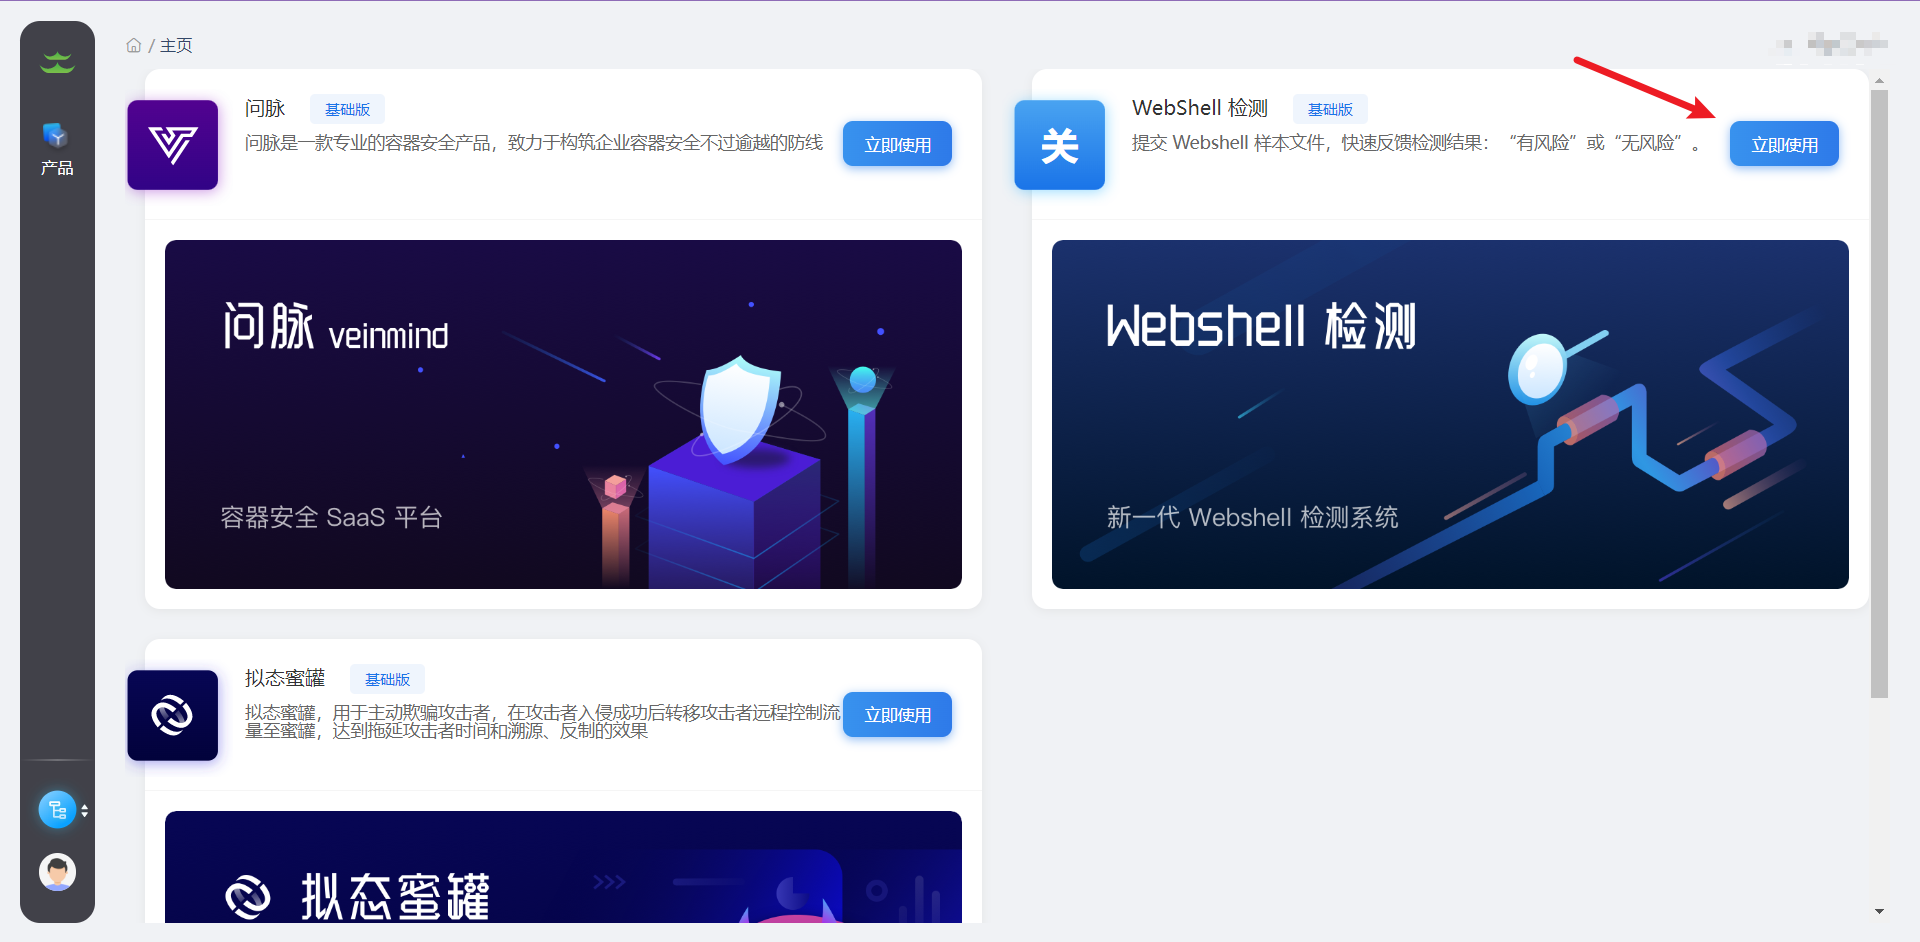 / 主页
产品
问脉 基础版
问脉是一款专业的容器安全产品，致力于构筑企业容器安全不过逾越的防线
立即使用
问脉 veinmind
容器安全 SaaS 平台
关
WebShell 检测 基础版
提交 Webshell 样本文件，快速反馈检测结果：“有风险”或“无风险”。
立即使用
Webshell 检测
新一代 Webshell 检测系统
拟态蜜罐 基础版
拟态蜜罐，用于主动欺骗攻击者，在攻击者入侵成功后转移攻击者远程控制流
量至蜜罐，达到拖延攻击者时间和溯源、反制的效果
立即使用
拟态蜜罐